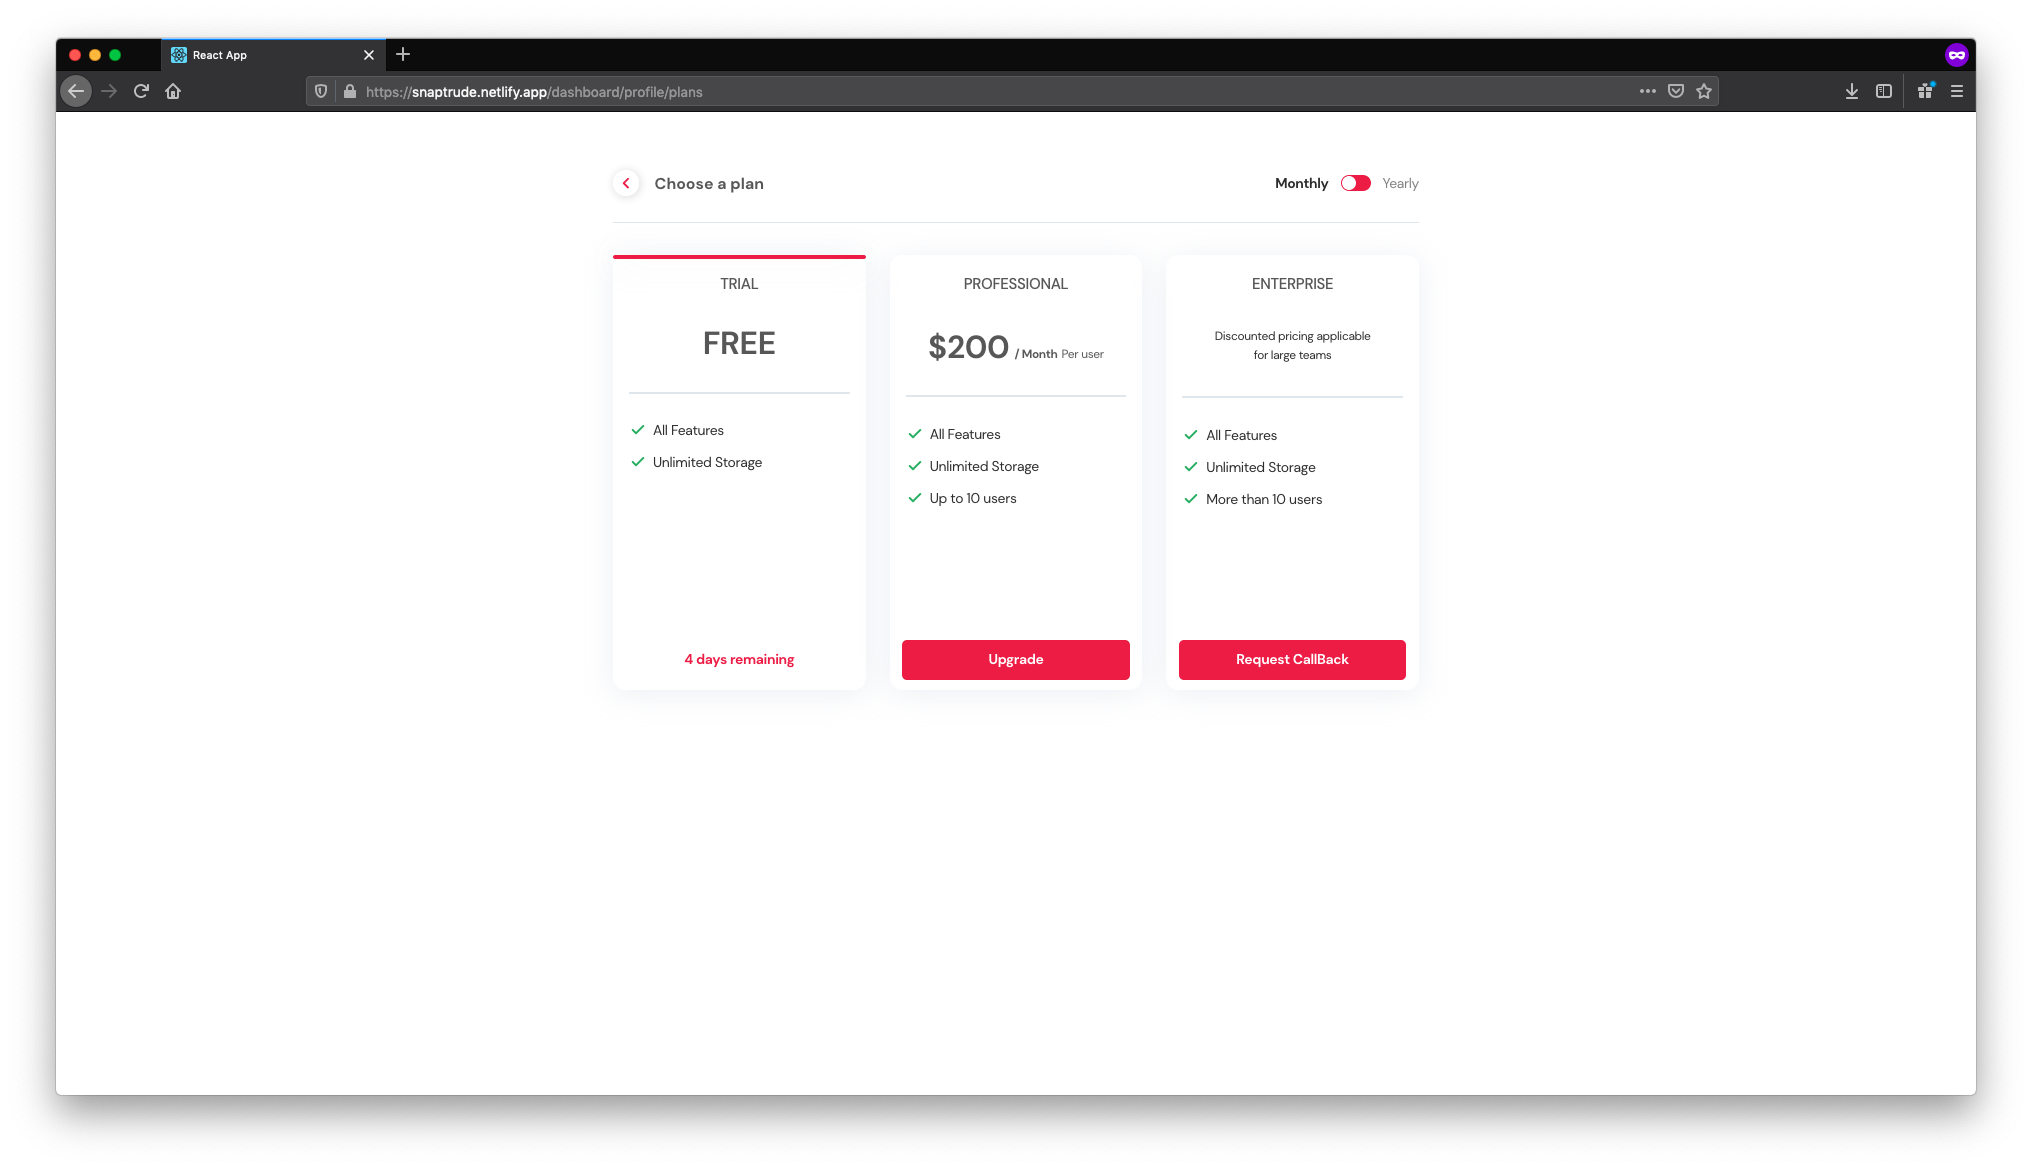 React App
https://snaptrude.netlify.app/dashboard/profile/plans
Choose a plan
Monthly Yearly
TRIAL
FREE
All Features
Unlimited Storage
4 days remaining
PROFESSIONAL
$200 / Month Per user
All Features
Unlimited Storage
Up to 10 users
Upgrade
ENTERPRISE
Discounted pricing applicable
for large teams
All Features
Unlimited Storage
More than 10 users
Request CallBack